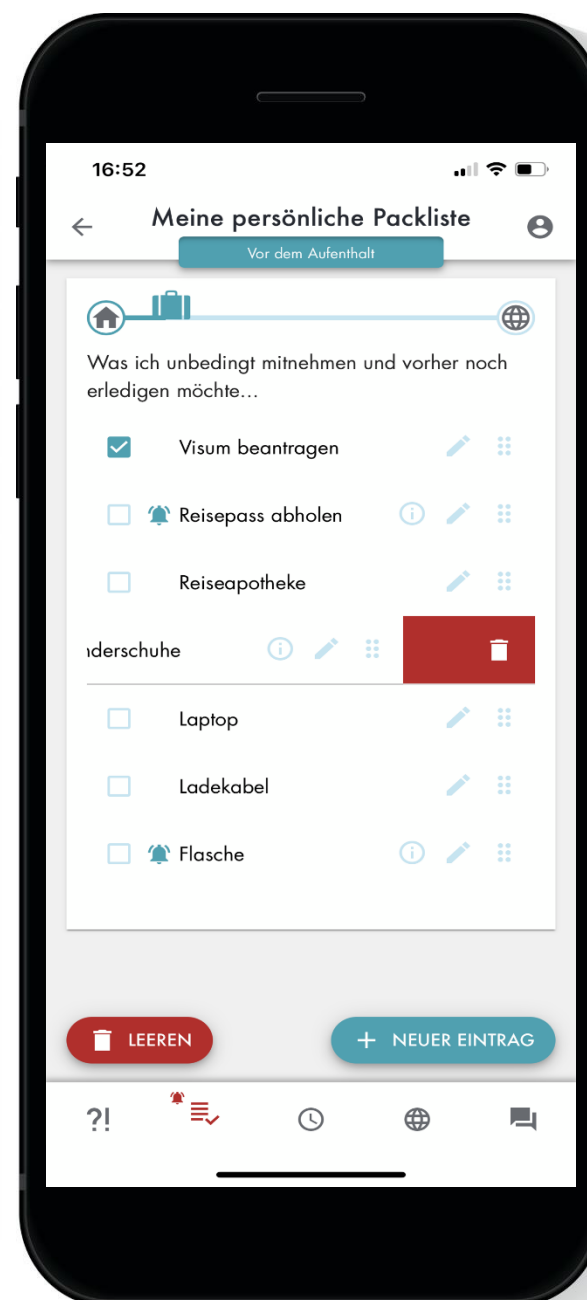 16:52
Meine persönliche Packliste
Vor dem Aufenthalt
Was ich unbedingt mitnehmen und vorher noch
erledigen möchte...
Visum beantragen
Reisepass abholen
Reiseapotheke
nderschuhe
Laptop
Ladekabel
Flasche
LEEREN
+ NEUER EINTRAG
?!